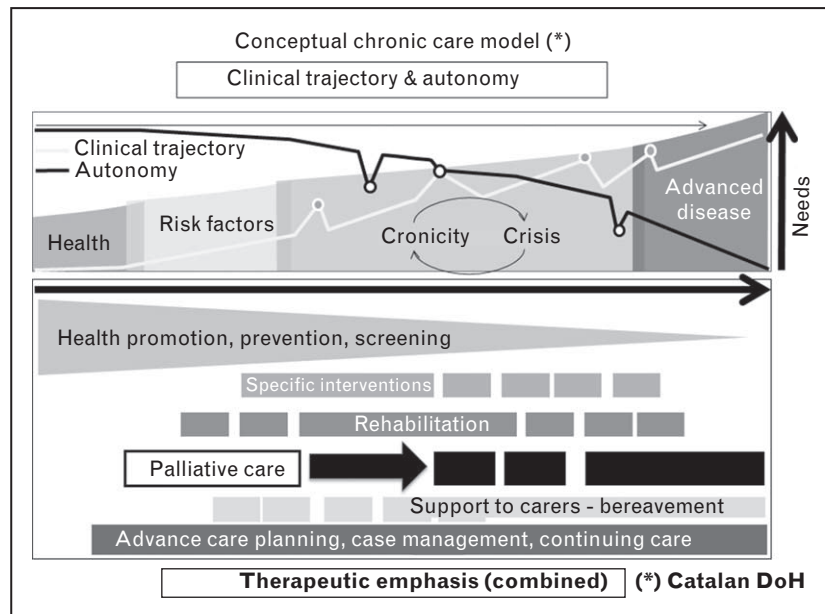 Conceptual chronic care model (*)
Clinical trajectory & autonomy
Clinical trajectory
Autonomy
Health
Risk factors
Cronicity
Crisis
Advanced
disease
Needs
Health promotion, prevention, screening
Specific interventions
Rehabilitation
Palliative care
Support to carers - bereavement
Advance care planning, case management, continuing care
Therapeutic emphasis (combined) (*) Catalan DoH